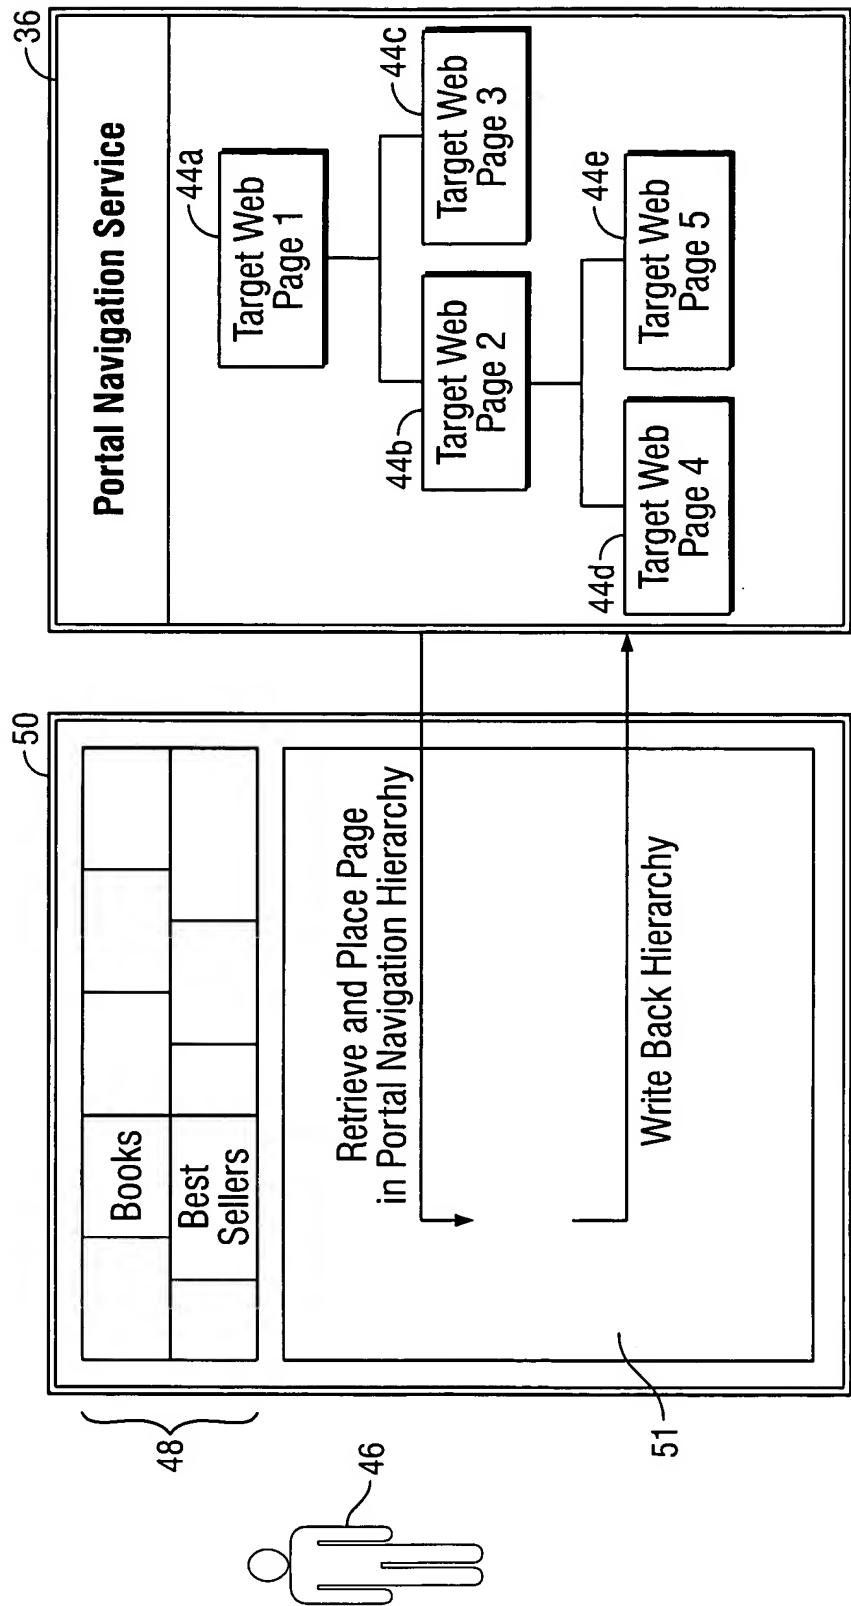 46
48
50
Books
Best
Sellers
Retrieve and Place Page
in Portal Navigation Hierarchy
Write Back Hierarchy
51
36
Portal Navigation Service
44a
Target Web
Page 1
44b
Target Web
Page 2
44c
Target Web
Page 3
44d
Target Web
Page 4
44e
Target Web
Page 5